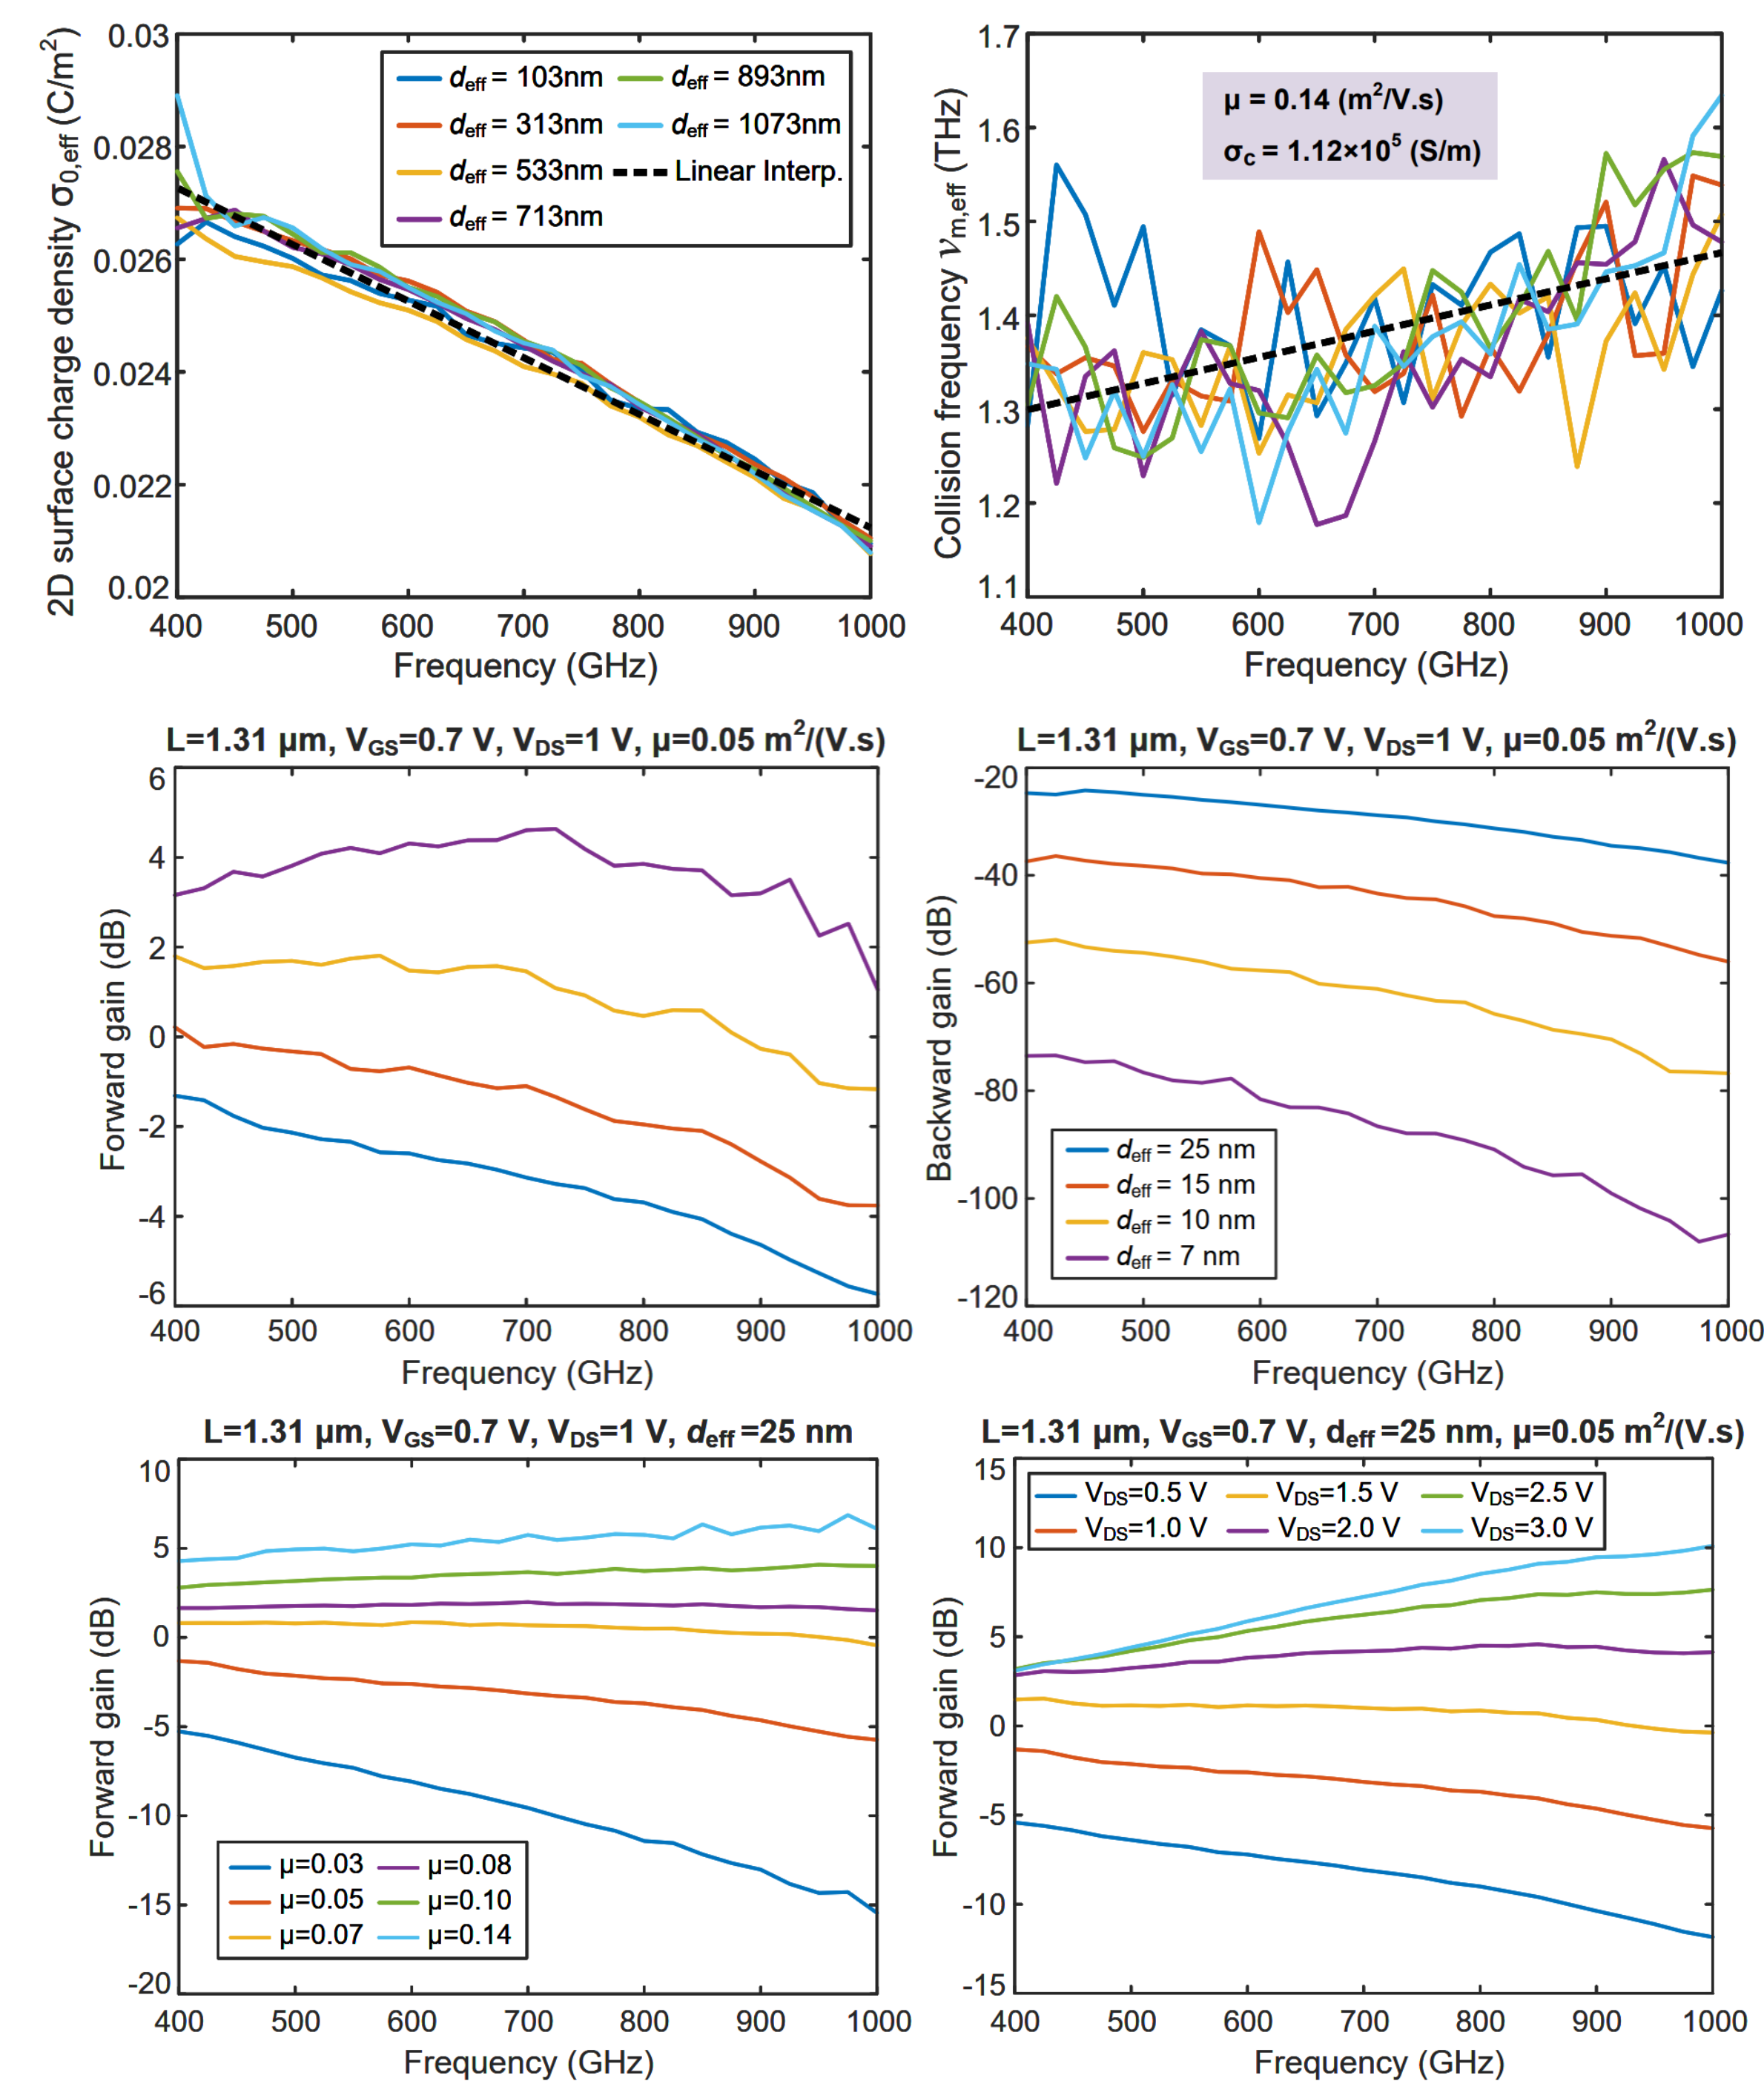 2D surface charge density σ0,eff (C/m2)
0.03
0.028
0.026
0.024
0.022
0.02
deff = 103nm
deff = 893nm
deff = 313nm
deff = 1073nm
deff = 533nm
Linear Interp.
deff = 713nm
400 500 600 700 800 900 1000
Frequency (GHz)
Collision frequency νm,eff (THz)
1.7
1.6
1.5
1.4
1.3
1.2
1.1
μ = 0.14 (m2/V.s)
σc = 1.12×105 (S/m)
400 500 600 700 800 900 1000
Frequency (GHz)
L=1.31 μm, VGS=0.7 V, VDS=1 V, μ=0.05 m2/(V.s)
Forward gain (dB)
6
4
2
0
-2
-4
-6
400 500 600 700 800 900 1000
Frequency (GHz)
L=1.31 μm, VGS=0.7 V, VDS=1 V, μ=0.05 m2/(V.s)
Backward gain (dB)
-20
-40
-60
-80
-100
-120
deff = 25 nm
deff = 15 nm
deff = 10 nm
deff = 7 nm
400 500 600 700 800 900 1000
Frequency (GHz)
L=1.31 μm, VGS=0.7 V, VDS=1 V, deff =25 nm
Forward gain (dB)
10
5
0
-5
-10
-15
-20
μ=0.03 μ=0.08
μ=0.05 μ=0.10
μ=0.07 μ=0.14
400 500 600 700 800 900 1000
Frequency (GHz)
L=1.31 μm, VGS=0.7 V, deff =25 nm, μ=0.05 m2/(V.s)
Forward gain (dB)
15
10
5
0
-5
-10
-15
VDS=0.5 V VDS=1.5 V VDS=2.5 V
VDS=1.0 V VDS=2.0 V VDS=3.0 V
400 500 600 700 800 900 1000
Frequency (GHz)